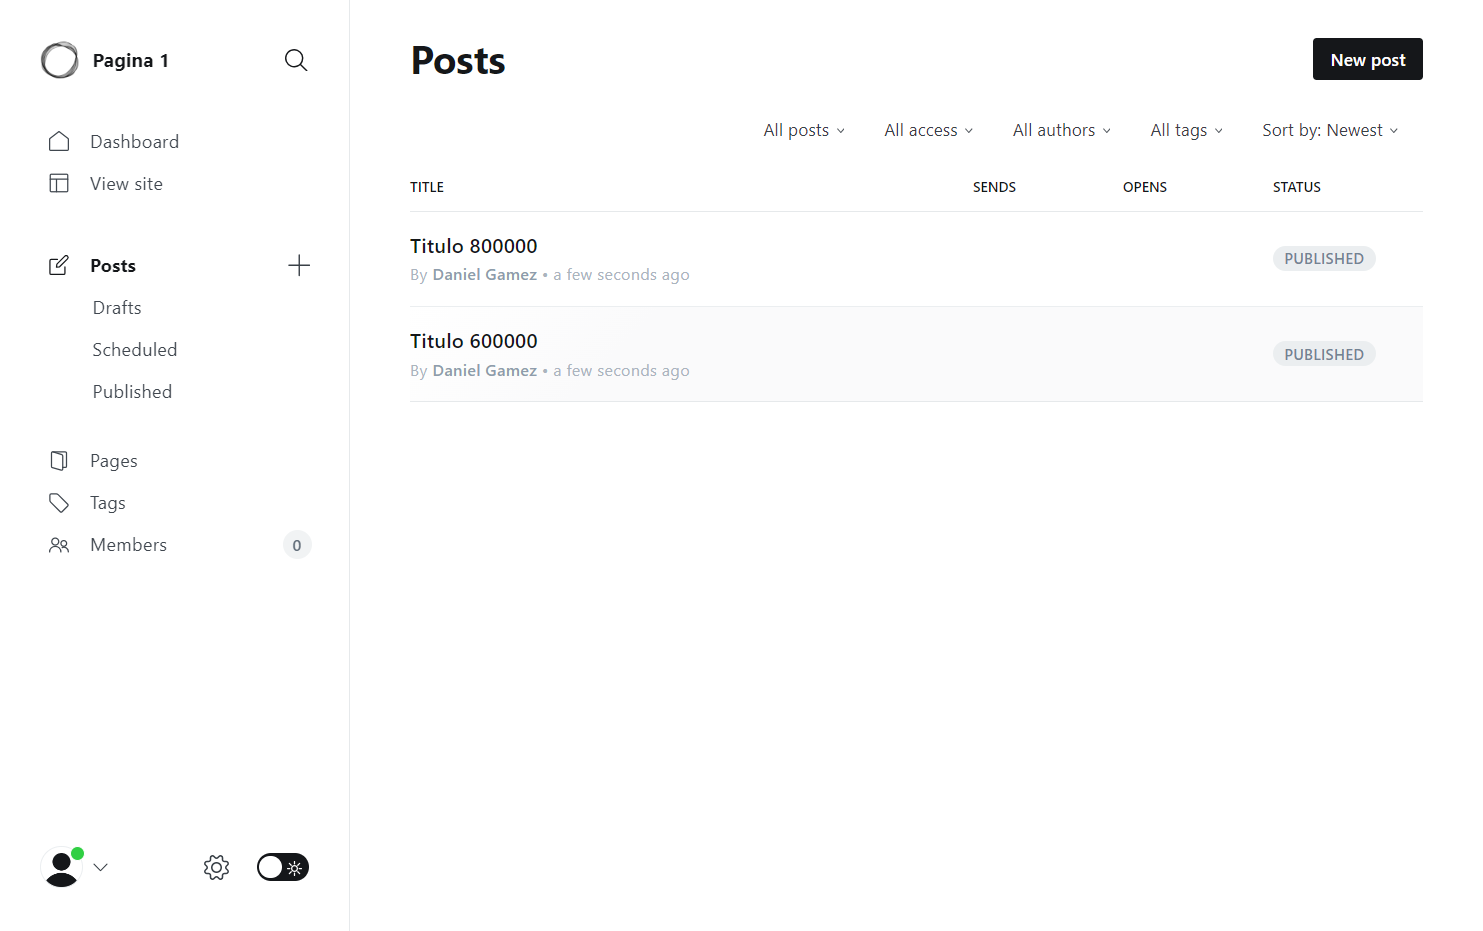 Pagina 1
Dashboard
View site
Posts
Drafts
Scheduled
Published
Pages
Tags
Members 0
Posts
New post
All posts All access All authors All tags Sort by: Newest
TITLE SENDS OPENS STATUS
Titulo 800000
By Daniel Gamez • a few seconds ago
PUBLISHED
Titulo 600000
By Daniel Gamez • a few seconds ago
PUBLISHED